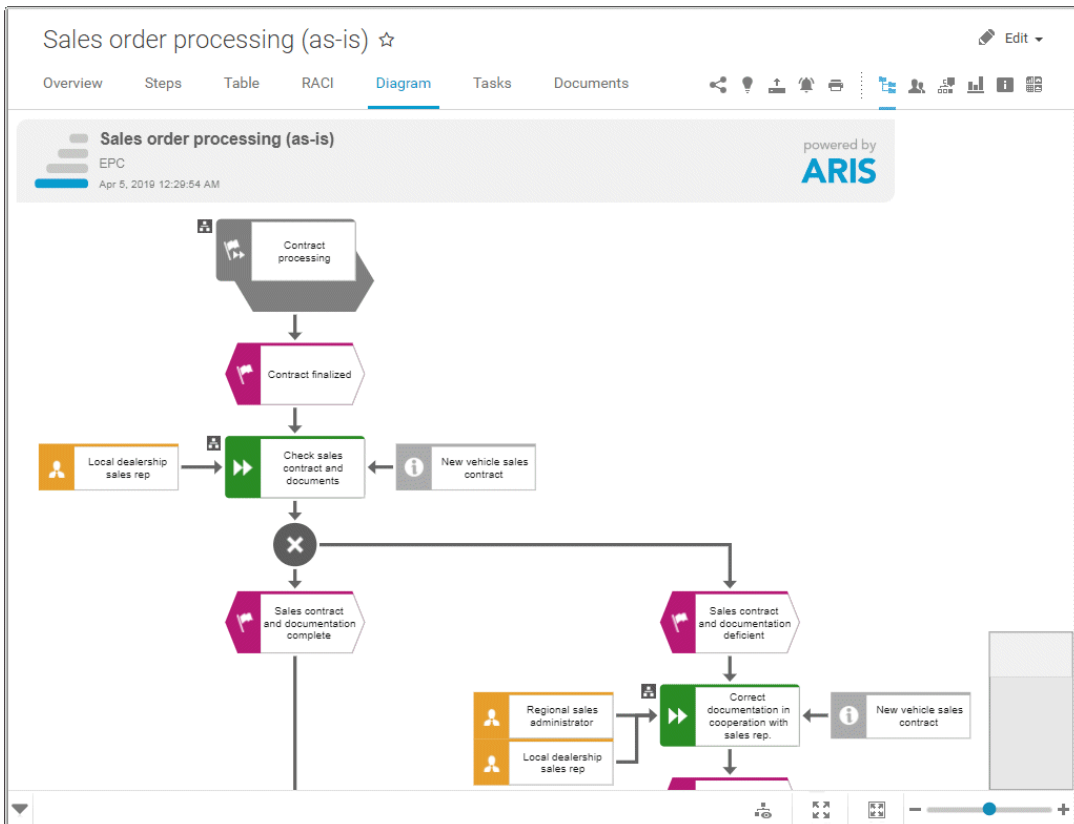 Sales order processing (as-is)
Edit
Overview Steps Table RACI Diagram Tasks Documents
Sales order processing (as-is)
EPC
Apr 5, 2019 12:29:54 AM
powered by
ARIS
Contract
processing
Contract finalized
Local dealership
sales rep
Check sales
contract and
documents
New vehicle sales
contract
Sales contract
and documentation
complete
Sales contract
and documentation
deficient
Regional sales
administrator
Local dealership
sales rep
Correct
documentation in
cooperation with
sales rep.
New vehicle sales
contract